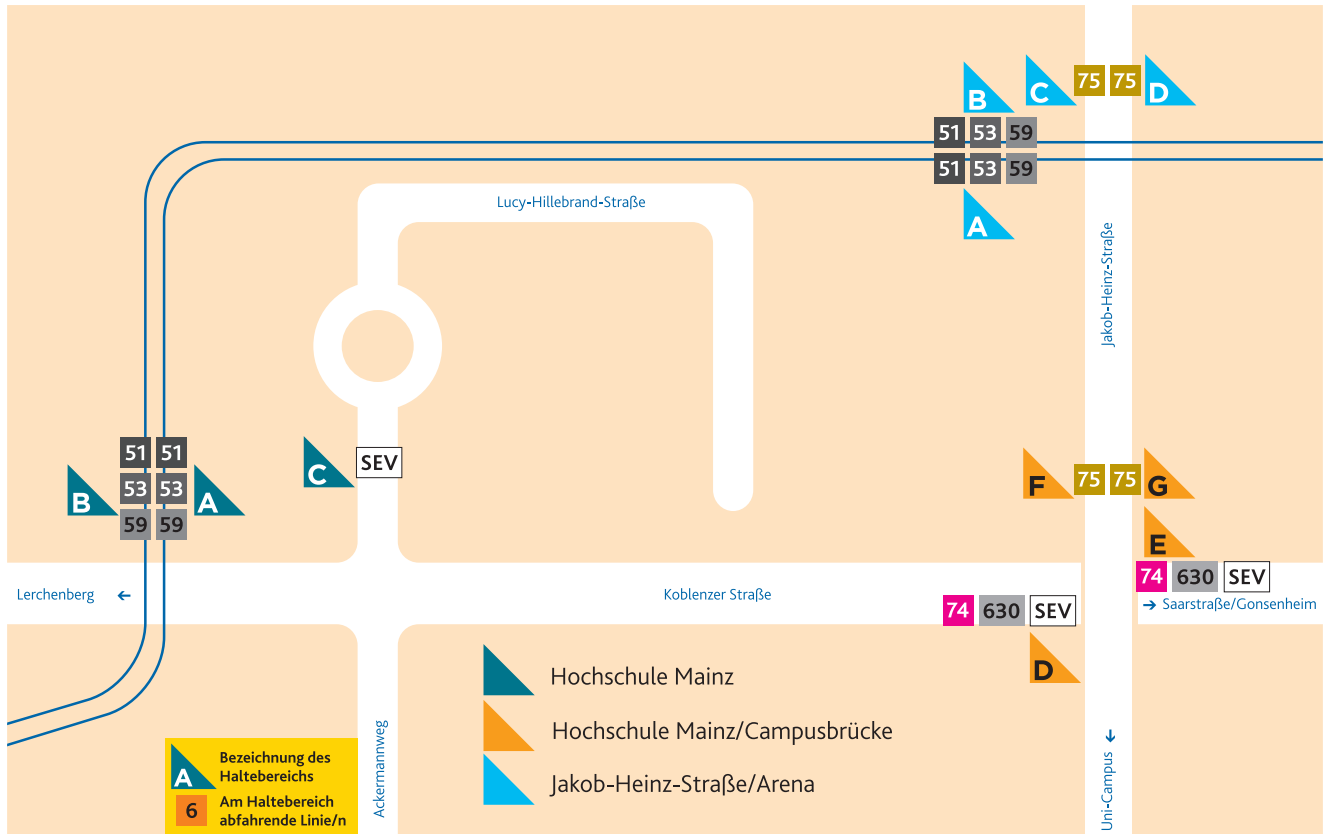 B
C
75
75
D
51
53
59
51
53
59
A
Lucy-Hillebrand-Straße
Jakob-Heinz-Straße
51
51
53
53
59
59
B
A
C
SEV
F
75
75
G
E
74
630
SEV
Lerchenberg ←
Koblenzer Straße
→ Saarstraße/Gonsenheim
74
630
SEV
D
Hochschule Mainz
Hochschule Mainz/Campusbrücke
Jakob-Heinz-Straße/Arena
Ackermannweg
Uni-Campus ←
A
Bezeichnung des
Haltebereichs
6
Am Haltebereich
abfahrende Linie/n